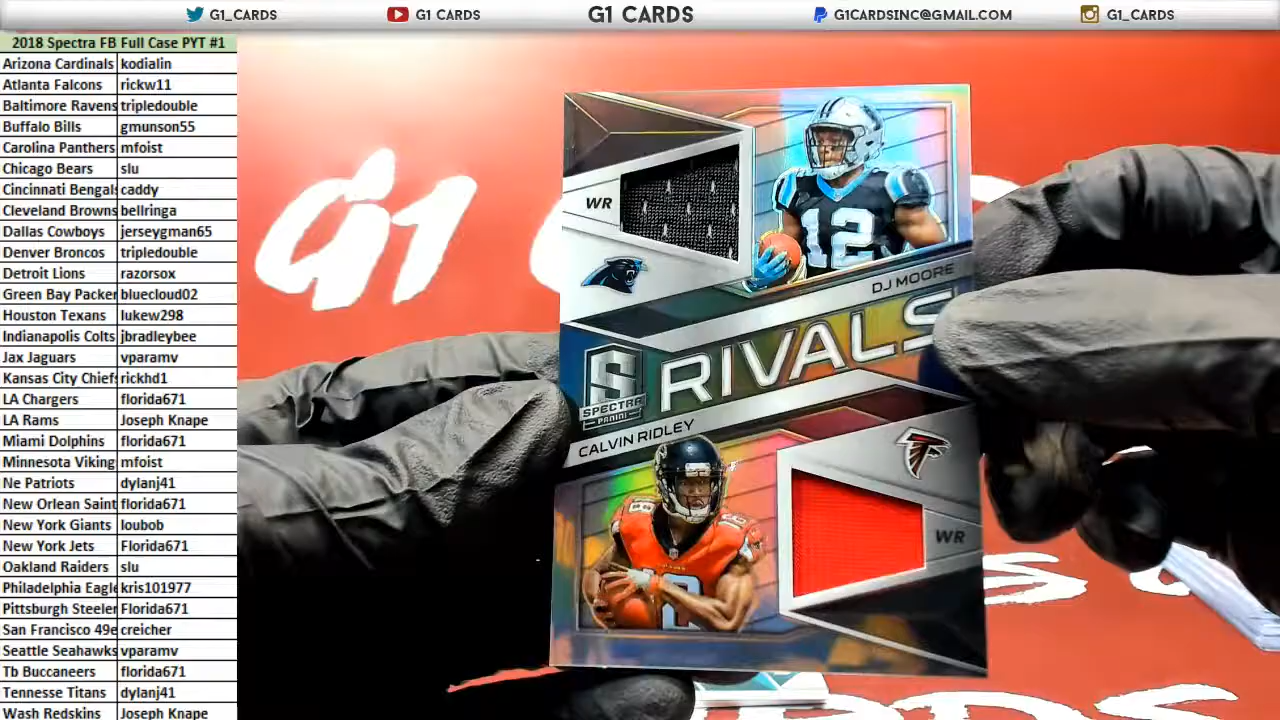 G1_CARDS
G1 CARDS
G1 CARDS
G1CARDSINC@GMAIL.COM
G1_CARDS
2018 Spectra FB Full Case PYT #1
Arizona Cardinals kodialin
Atlanta Falcons rickw11
Baltimore Ravens tripledouble
Buffalo Bills gmunson55
Carolina Panthers mfoist
Chicago Bears slu
Cincinnati Bengals caddy
Cleveland Browns bellringa
Dallas Cowboys jerseygman65
Denver Broncos tripledouble
Detroit Lions razorsox
Green Bay Packer bluecloud02
Houston Texans lukew298
Indianapolis Colts jbradleybee
Jax Jaguars vparamv
Kansas City Chiefs rickhd1
LA Chargers florida671
LA Rams Joseph Knape
Miami Dolphins florida671
Minnesota Viking mfoist
Ne Patriots dylanj41
New Orlean Saint florida671
New York Giants loubob
New York Jets Florida671
Oakland Raiders slu
Philadelphia Eagle kris101977
Pittsburgh Steeler Florida671
San Francisco 49e creicher
Seattle Seahawks vparamv
Tb Buccaneers florida671
Tennesse Titans dylanj41
Wash Redskins Joseph Knape
G1
WR
12
DJ MOORE
RIVALS
S
SPECTRA
PANINI
CALVIN RIDLEY
18
18
WR